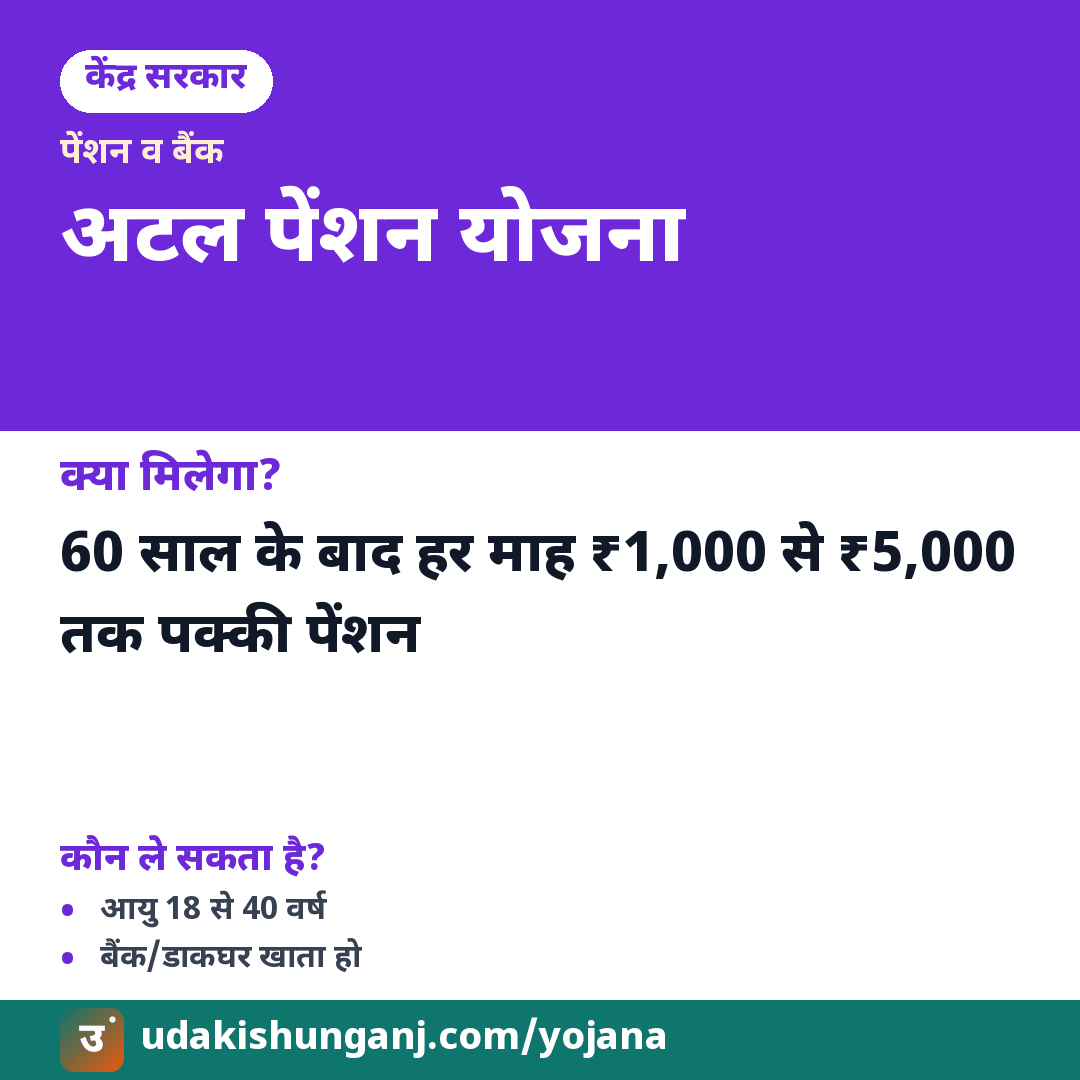 केंद्र सरकार
पेंशन व बैंक
अटल पेंशन योजना
क्या मिलेगा?
60 साल के बाद हर माह ₹1,000 से ₹5,000
तक पक्की पेंशन
कौन ले सकता है?
• आयु 18 से 40 वर्ष
• बैंक/डाकघर खाता हो
उ udakishunganj.com/yojana